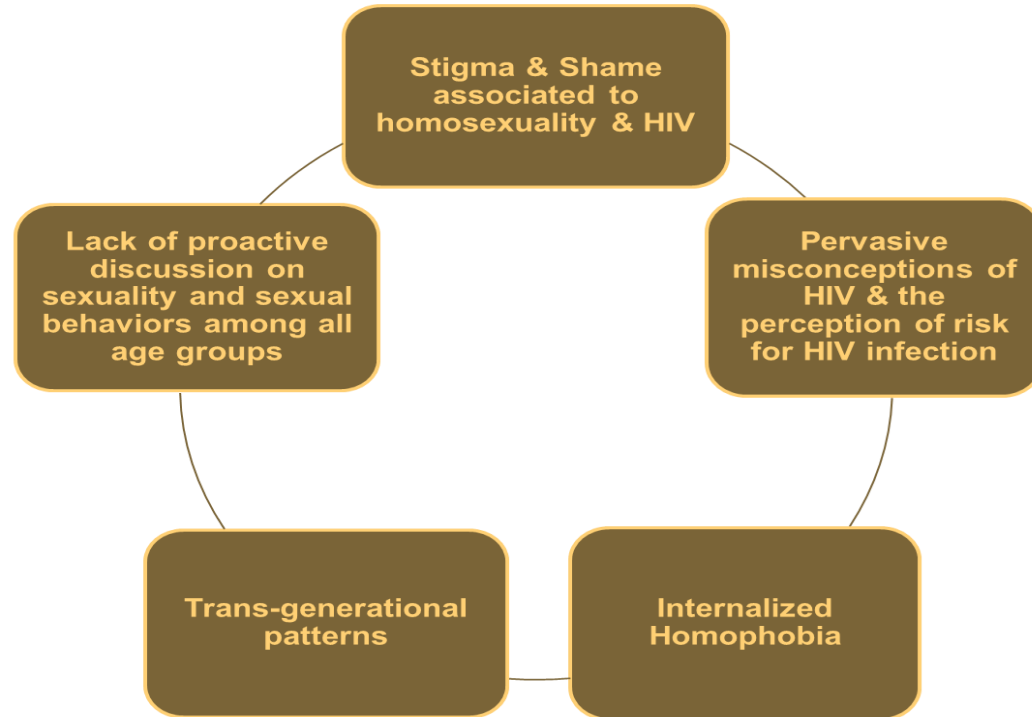 Stigma & Shame
associated to
homosexuality & HIV
Lack of proactive
discussion on
sexuality and sexual
behaviors among all
age groups
Pervasive
misconceptions of
HIV & the
perception of risk
for HIV infection
Trans-generational
patterns
Internalized
Homophobia